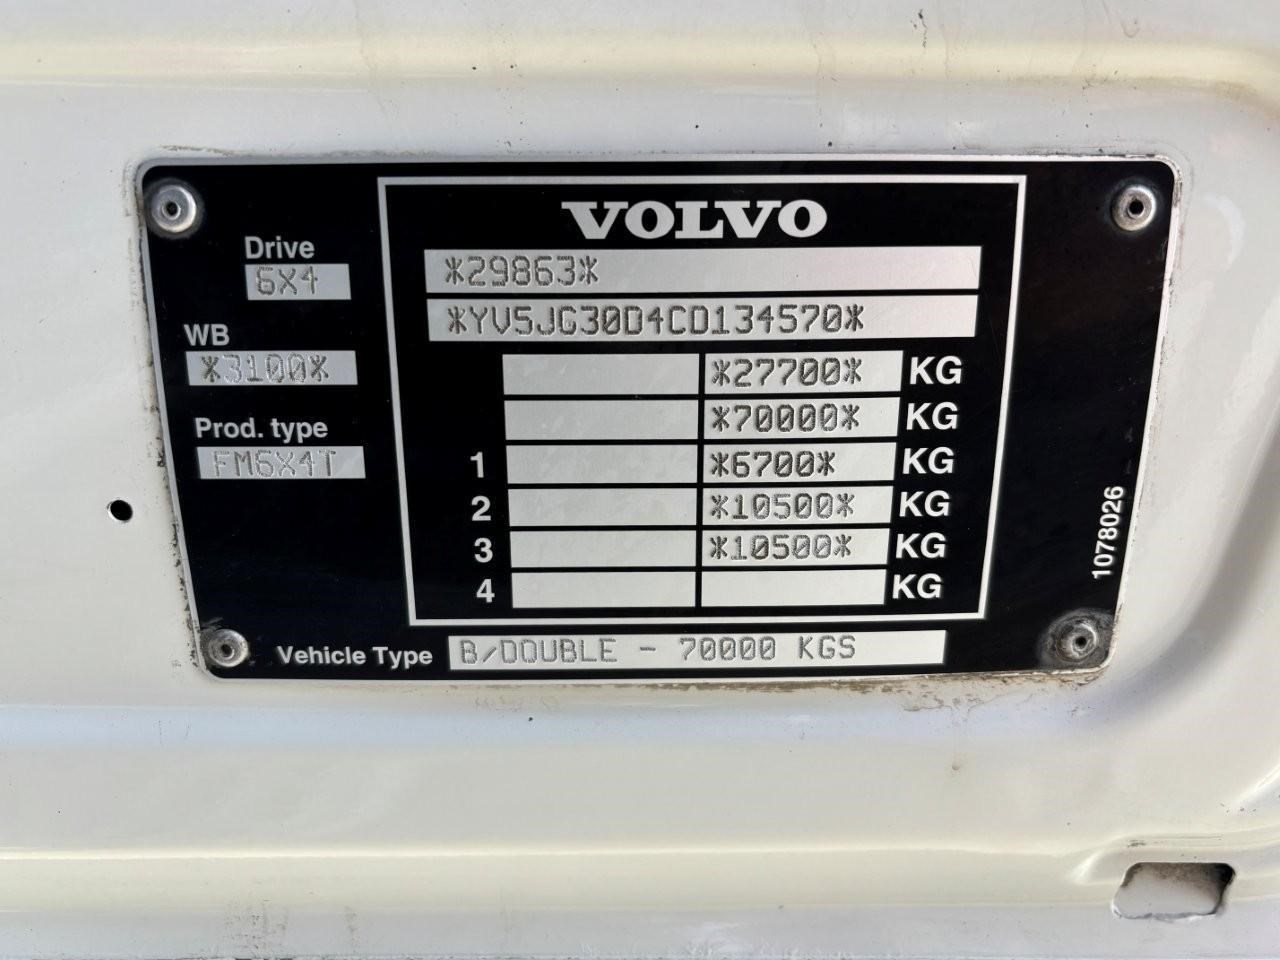 VOLVO
Drive
6X4
*29863*
WB
*3100*
*YV5JG30D4CD134570*
*27700* KG
Prod. type
FM6X4T
*70000* KG
1 *6700* KG
2 *10500* KG
3 *10500* KG
4 KG
1078026
Vehicle Type B/DOUBLE - 70000 KGS